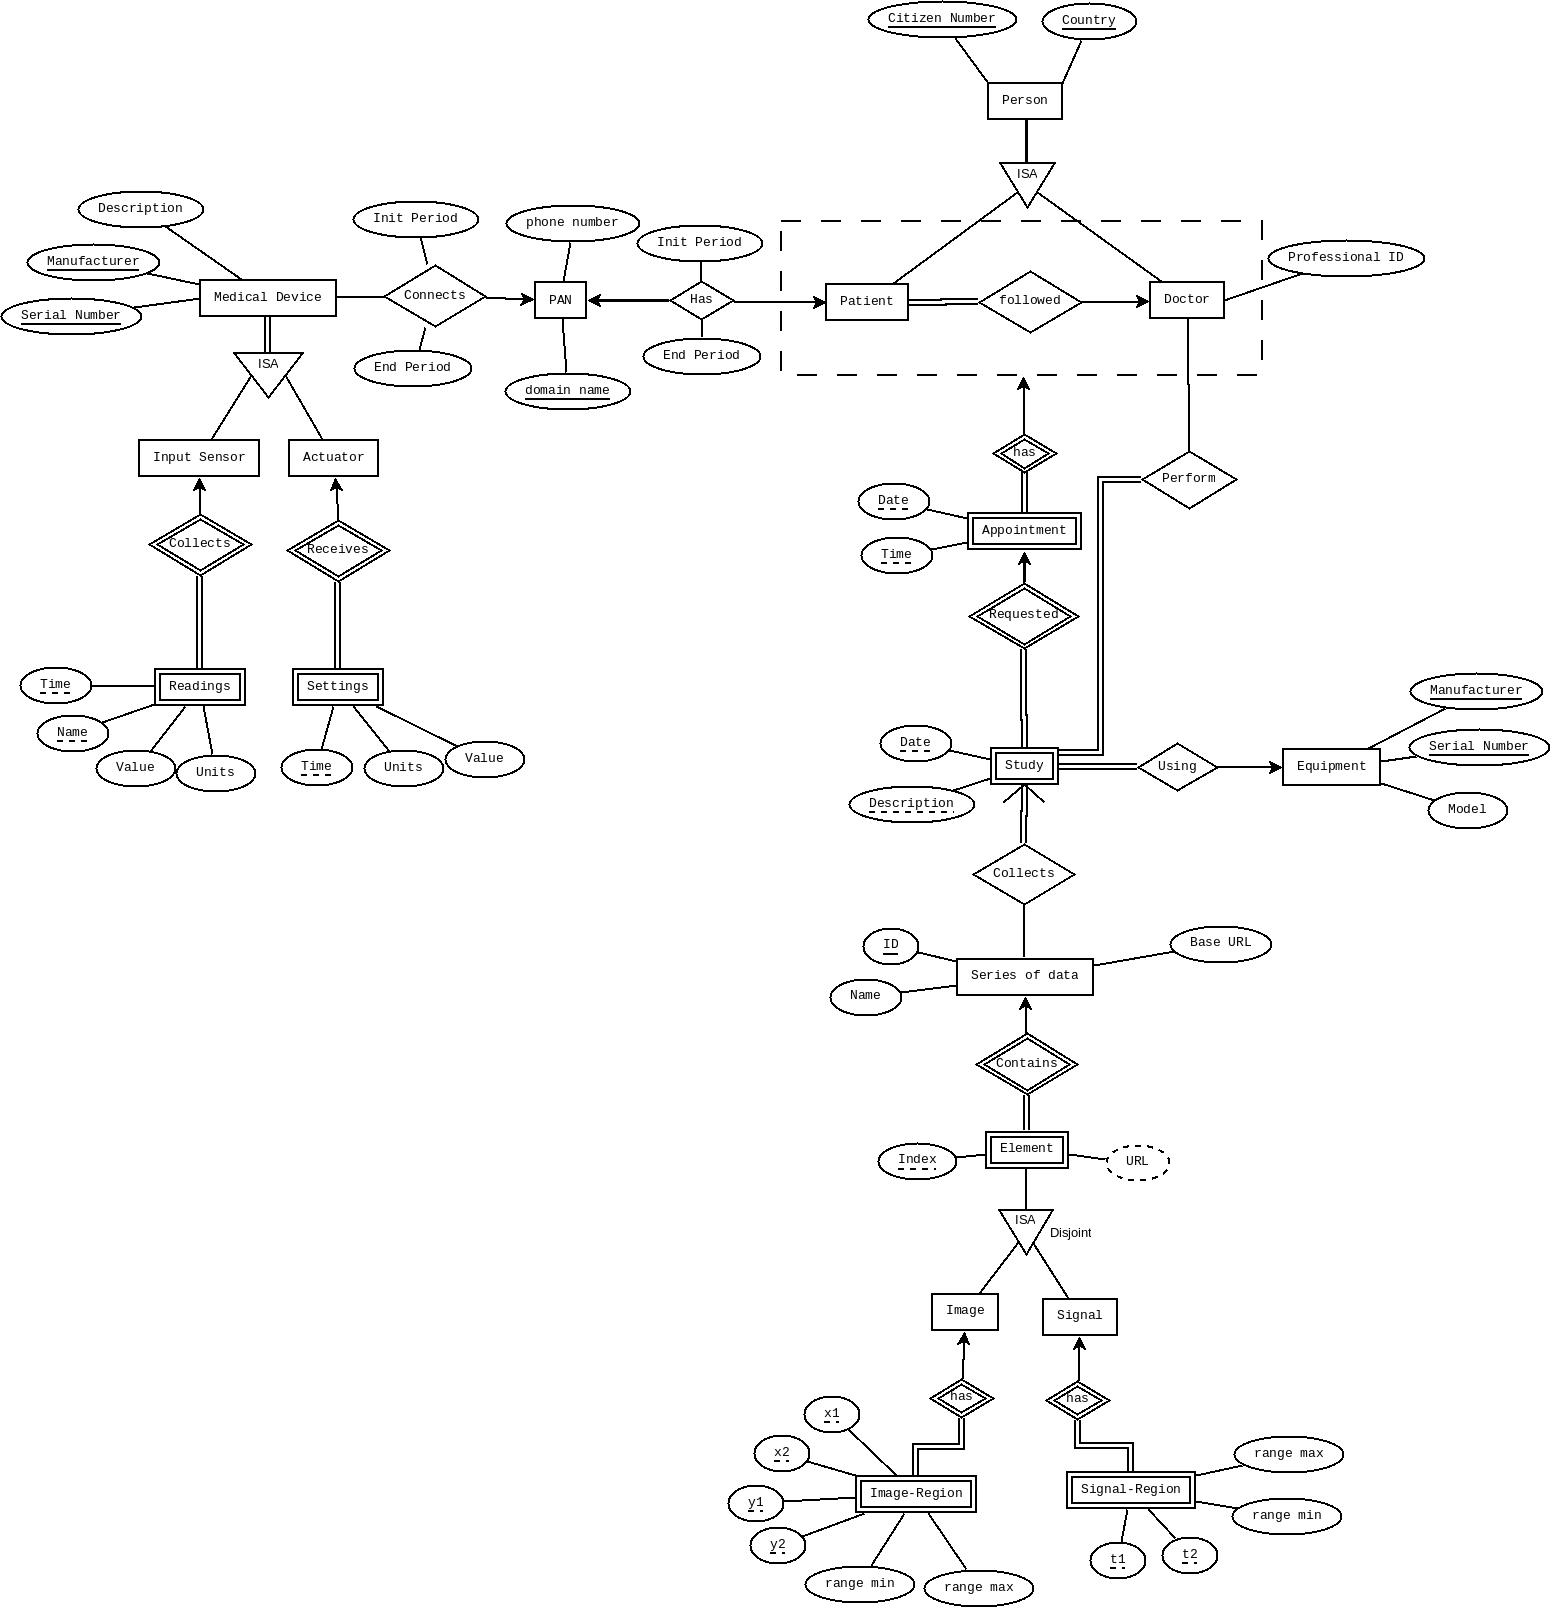 Citizen Number
Country
Person
ISA
Description
Init Period
phone number
Init Period
Manufacturer
Professional ID
Medical Device
Connects
PAN
Has
Patient
followed
Doctor
Serial Number
ISA
End Period
End Period
domain name
Input Sensor
Actuator
has
Perform
Date
Appointment
Time
Collects
Receives
Requested
Time
Readings
Settings
Name
Value
Units
Time
Units
Value
Date
Study
Description
Using
Equipment
Manufacturer
Serial Number
Model
Collects
ID
Base URL
Series of data
Name
Contains
Element
Index
URL
ISA
Disjoint
Image
Signal
has
has
x1
x2
y1
y2
Image-Region
Signal-Region
range max
range min
t1
t2
range min
range max